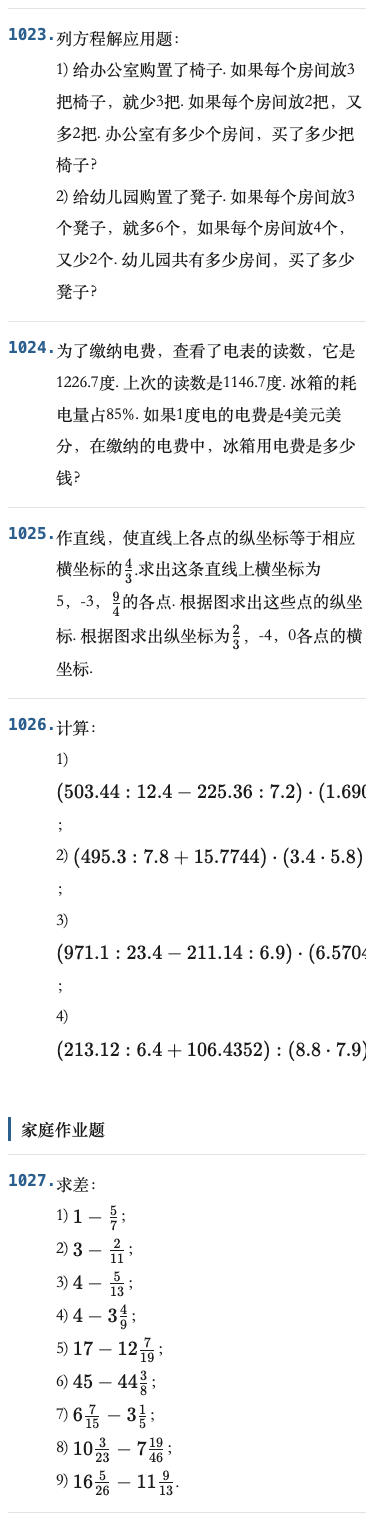 1023. 列方程解应用题:
1) 给办公室购置了椅子. 如果每个房间放3
把椅子，就少3把. 如果每个房间放2把，又
多2把. 办公室有多少个房间，买了多少把
椅子?
2) 给幼儿园购置了凳子. 如果每个房间放3
个凳子，就多6个，如果每个房间放4个，
又少2个. 幼儿园共有多少房间，买了多少
凳子?
1024. 为了缴纳电费，查看了电表的读数，它是
1226.7度. 上次的读数是1146.7度. 冰箱的耗
电量占85%. 如果1度电的电费是4美元美
分，在缴纳的电费中，冰箱用电费是多少
钱?
1025. 作直线，使直线上各点的纵坐标等于相应
横坐标的4/3.求出这条直线上横坐标为
5，-3，9/4的各点. 根据图求出这些点的纵坐
标. 根据图求出纵坐标为2/3，-4，0各点的横
坐标.
1026. 计算:
1)
(503.44 : 12.4 − 225.36 : 7.2) · (1.690
;
2) (495.3 : 7.8 + 15.7744) · (3.4 · 5.8)
;
3)
(971.1 : 23.4 − 211.14 : 6.9) · (6.5704
;
4)
(213.12 : 6.4 + 106.4352) : (8.8 · 7.9)
家庭作业题
1027. 求差:
1) 1 − 5/7;
2) 3 − 2/11;
3) 4 − 5/13;
4) 4 − 3 4/9;
5) 17 − 12 7/19;
6) 45 − 44 3/8;
7) 6 7/15 − 3 1/5;
8) 10 3/23 − 7 19/46;
9) 16 5/26 − 11 9/13.